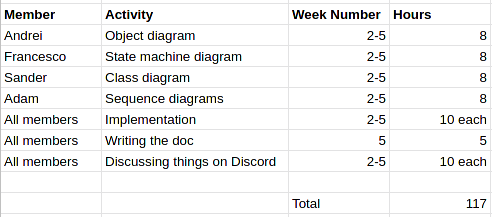 Member Activity Week Number Hours
Andrei Object diagram 2-5 8
Francesco State machine diagram 2-5 8
Sander Class diagram 2-5 8
Adam Sequence diagrams 2-5 8
All members Implementation 2-5 10 each
All members Writing the doc 5 5
All members Discussing things on Discord 2-5 10 each
Total 117